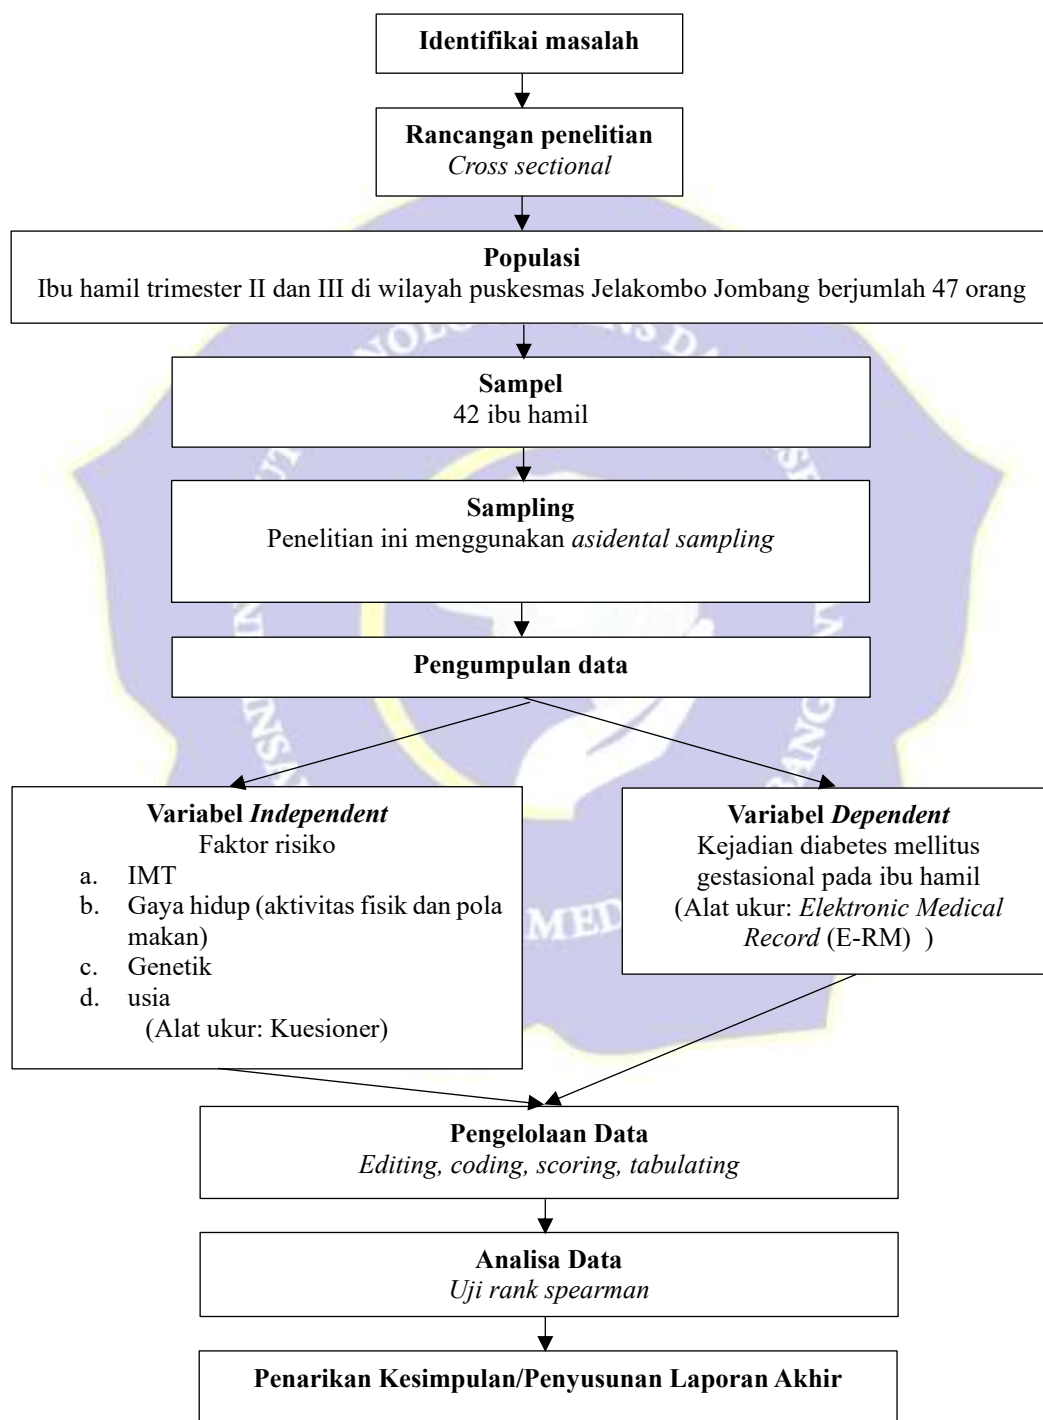 Identifikai masalah
Rancangan penelitian
Cross sectional
Populasi
Ibu hamil trimester II dan III di wilayah puskesmas Jelakombo Jombang berjumlah 47 orang
Sampel
42 ibu hamil
Sampling
Penelitian ini menggunakan asidental sampling
Pengumpulan data
Variabel Independent
Faktor risiko
a. IMT
b. Gaya hidup (aktivitas fisik dan pola
makan)
c. Genetik
d. usia
(Alat ukur: Kuesioner)
Variabel Dependent
Kejadian diabetes mellitus
gestasional pada ibu hamil
(Alat ukur: Elektronic Medical
Record (E-RM) )
Pengelolaan Data
Editing, coding, scoring, tabulating
Analisa Data
Uji rank spearman
Penarikan Kesimpulan/Penyusunan Laporan Akhir